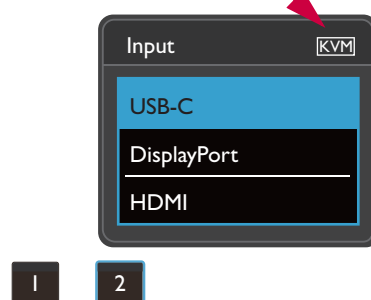 Input KVM
USB-C
DisplayPort
HDMI
1 2